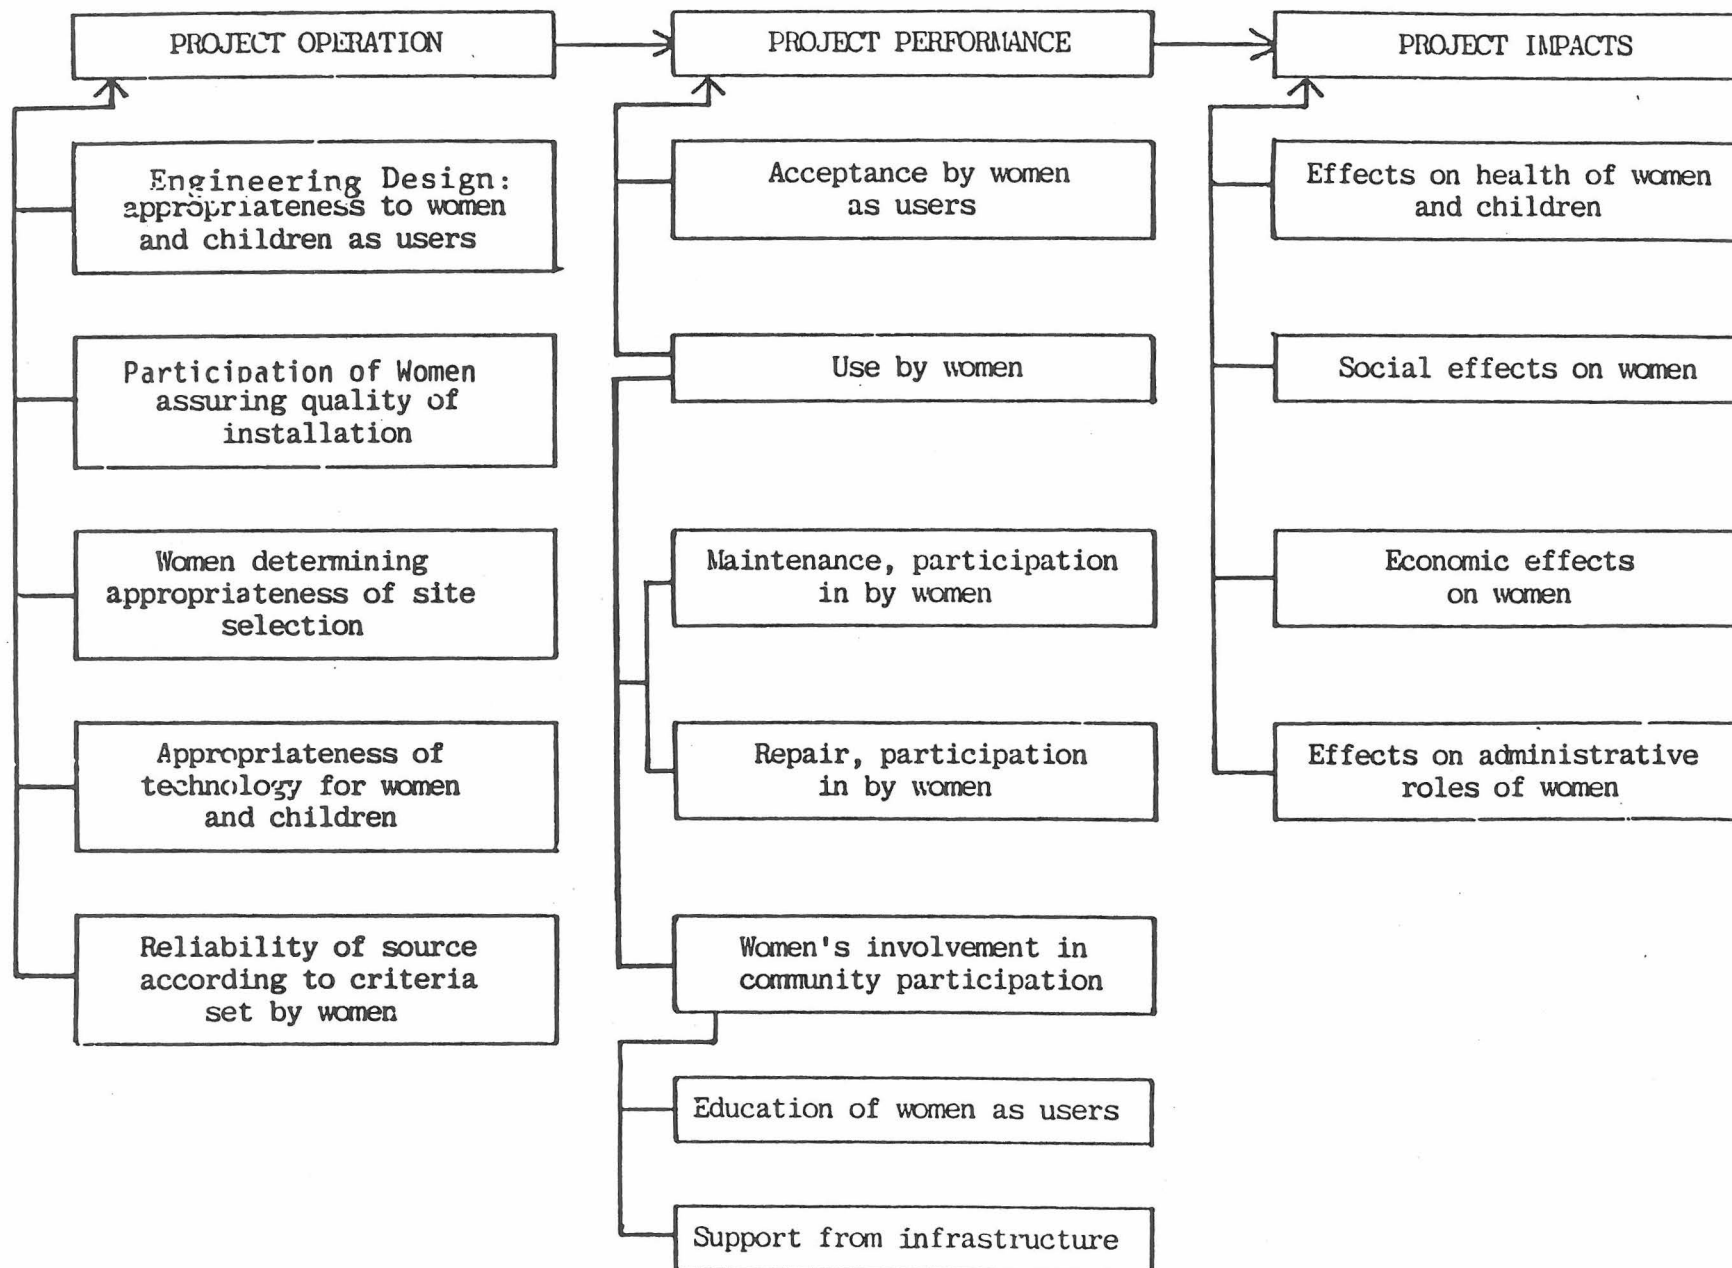 PROJECT OPERATION
Engineering Design:
appropriateness to women
and children as users
Participation of Women
assuring quality of
installation
Women determining
appropriateness of site
selection
Appropriateness of
technology for women
and children
Reliability of source
according to criteria
set by women
PROJECT PERFORMANCE
Acceptance by women
as users
Use by women
Maintenance, participation
in by women
Repair, participation
in by women
Women's involvement in
community participation
Education of women as users
Support from infrastructure
PROJECT IMPACTS
Effects on health of women
and children
Social effects on women
Economic effects
on women
Effects on administrative
roles of women